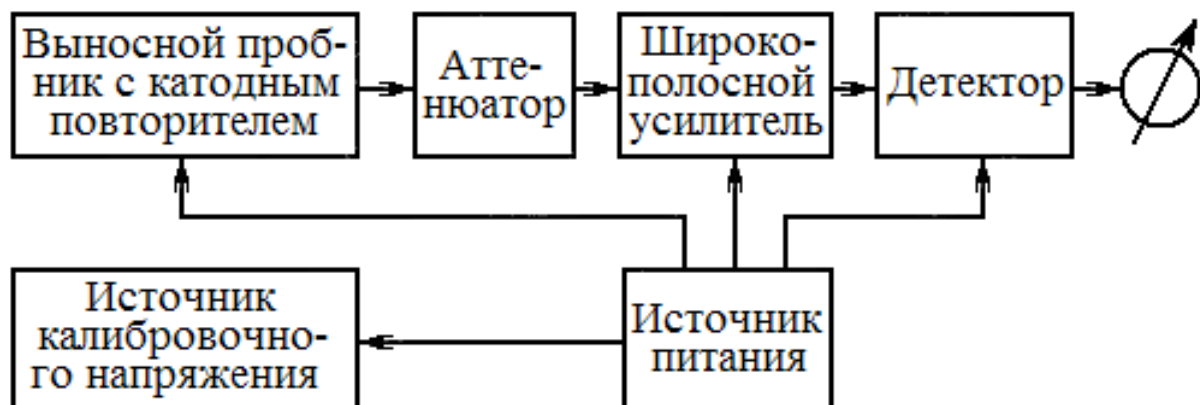 Выносной проб-
ник с катодным
повторителем
Атте-
нюатор
Широко-
полосной
усилитель
Детектор
Источник
калибровочно-
го напряжения
Источник
питания